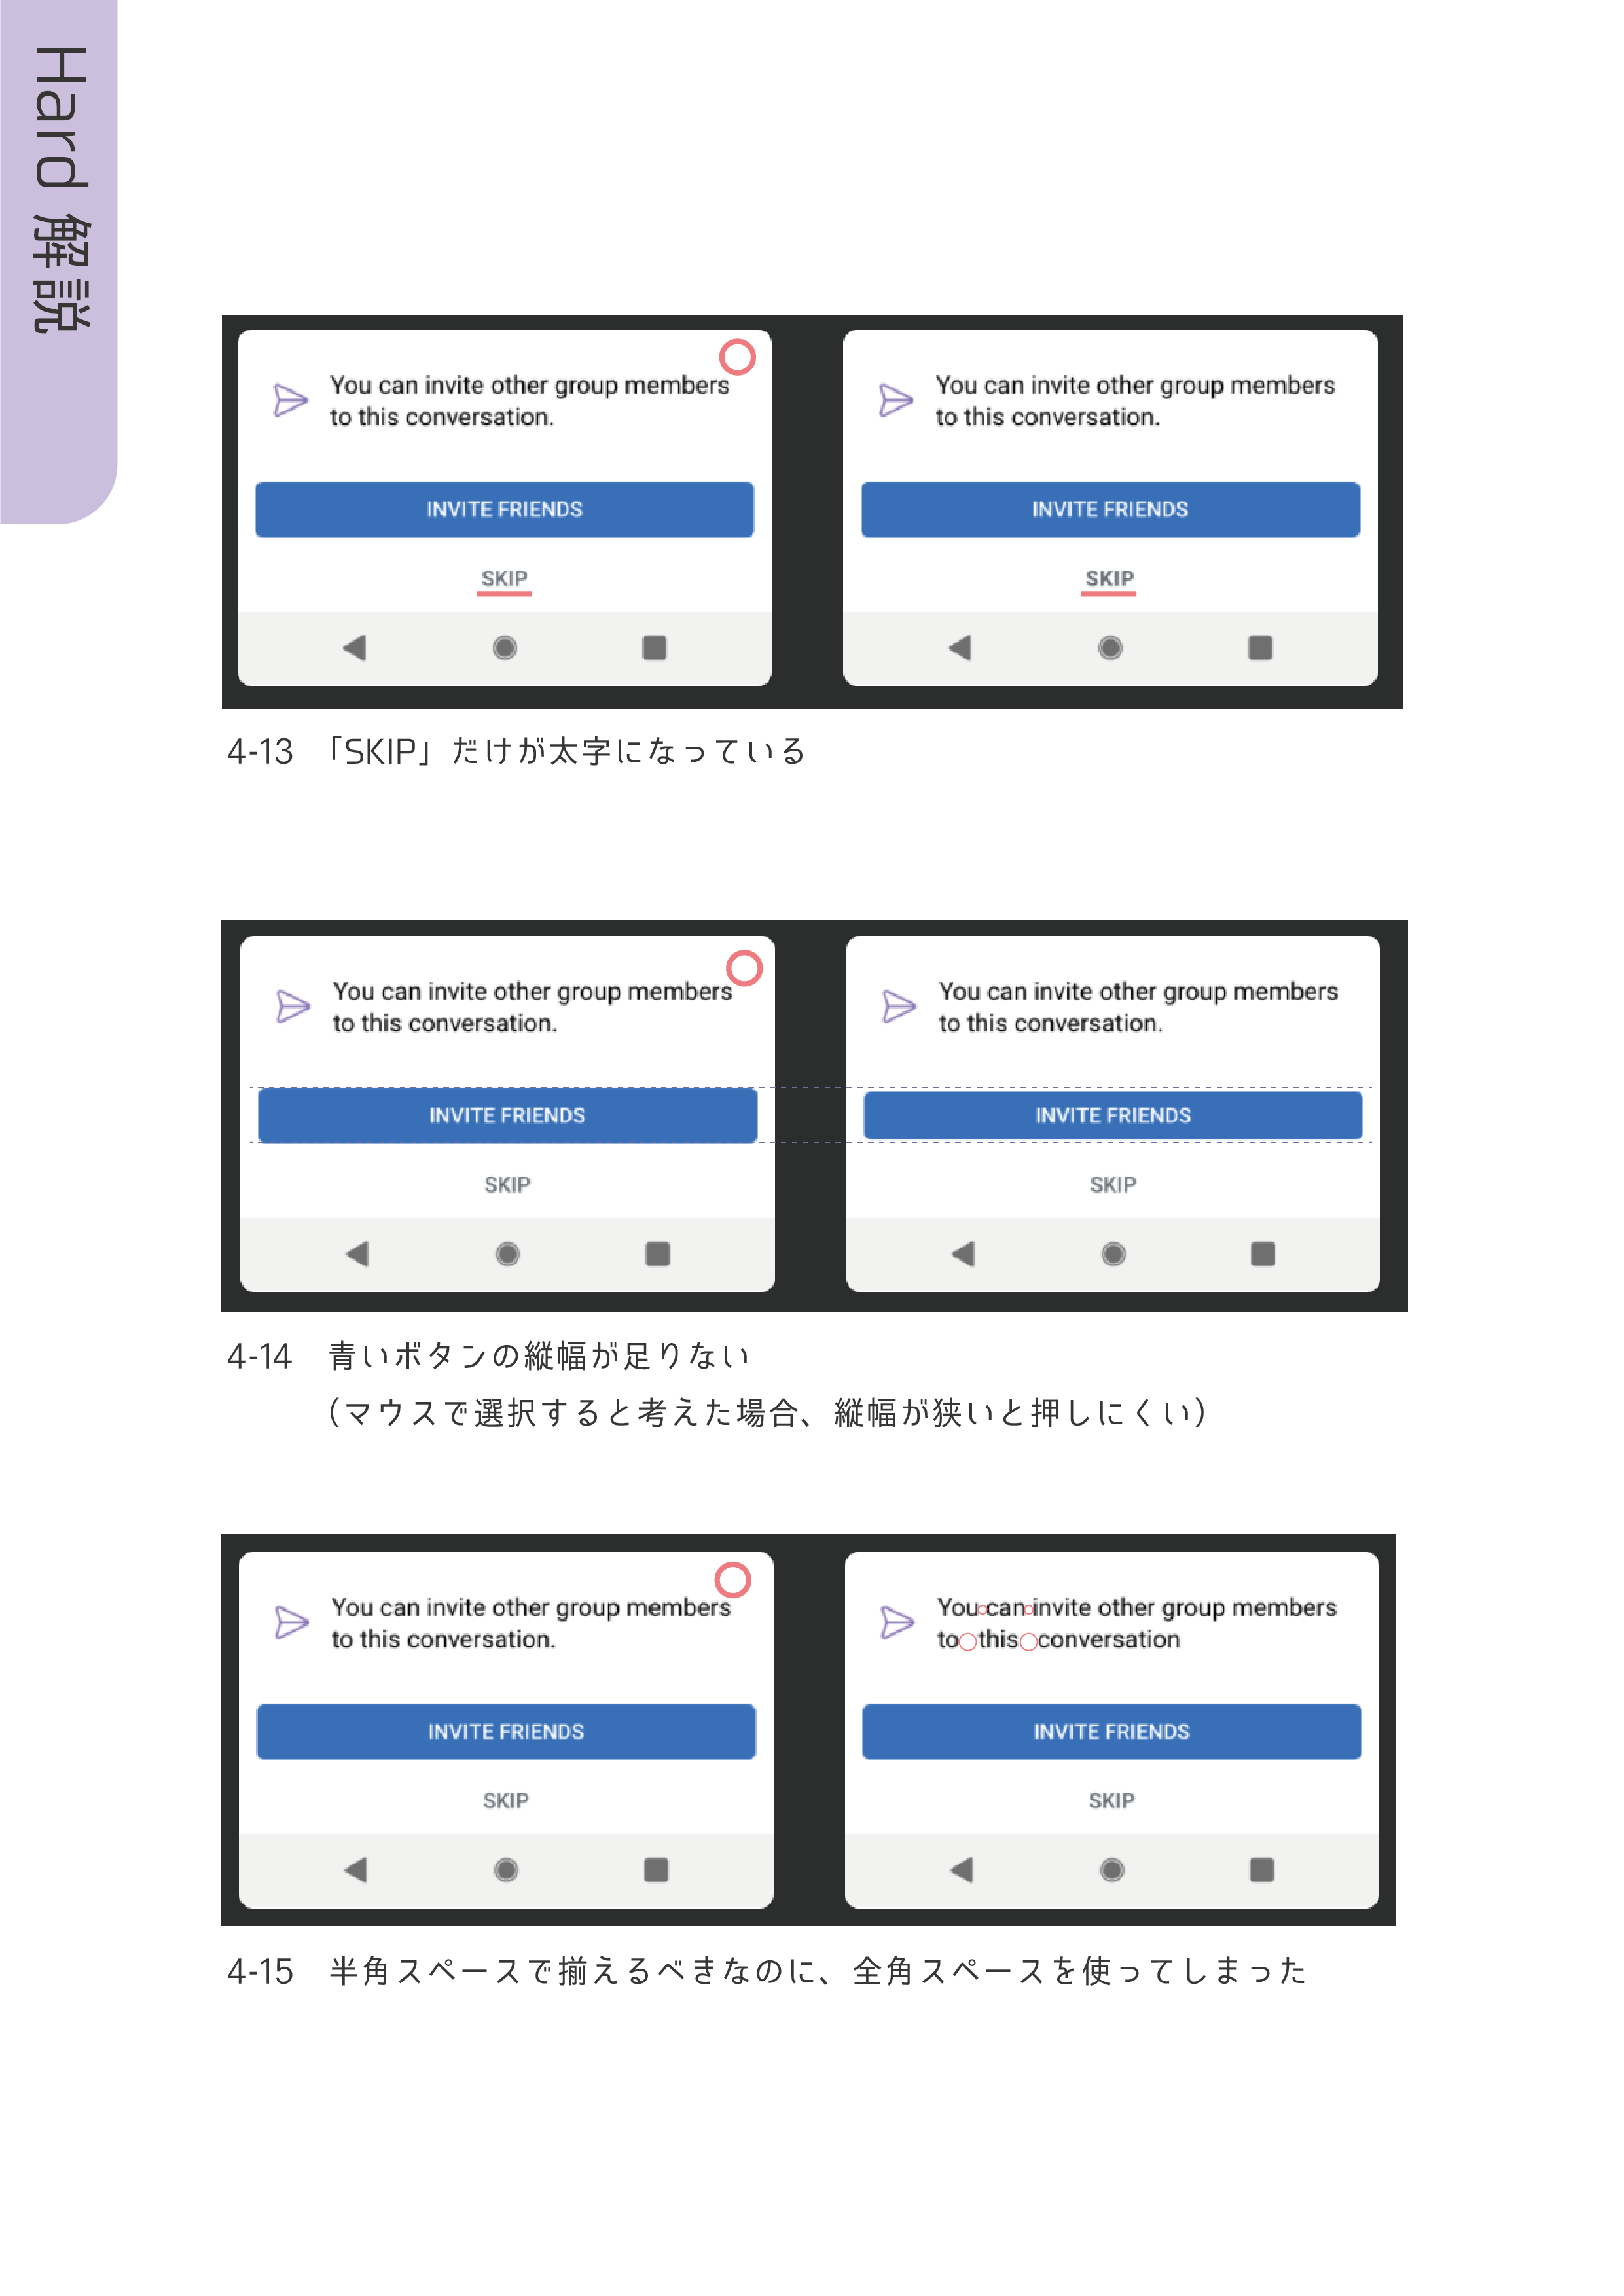 Hard 解説
You can invite other group members
to this conversation.
INVITE FRIENDS
SKIP
You can invite other group members
to this conversation.
INVITE FRIENDS
SKIP
4-13 「SKIP」だけが太字になっている
You can invite other group members
to this conversation.
INVITE FRIENDS
SKIP
You can invite other group members
to this conversation.
INVITE FRIENDS
SKIP
4-14 青いボタンの縦幅が足りない
（マウスで選択すると考えた場合、縦幅が狭いと押しにくい）
You can invite other group members
to this conversation.
INVITE FRIENDS
SKIP
You can invite other group members
to this conversation
INVITE FRIENDS
SKIP
4-15 半角スペースで揃えるべきなのに、全角スペースを使ってしまった